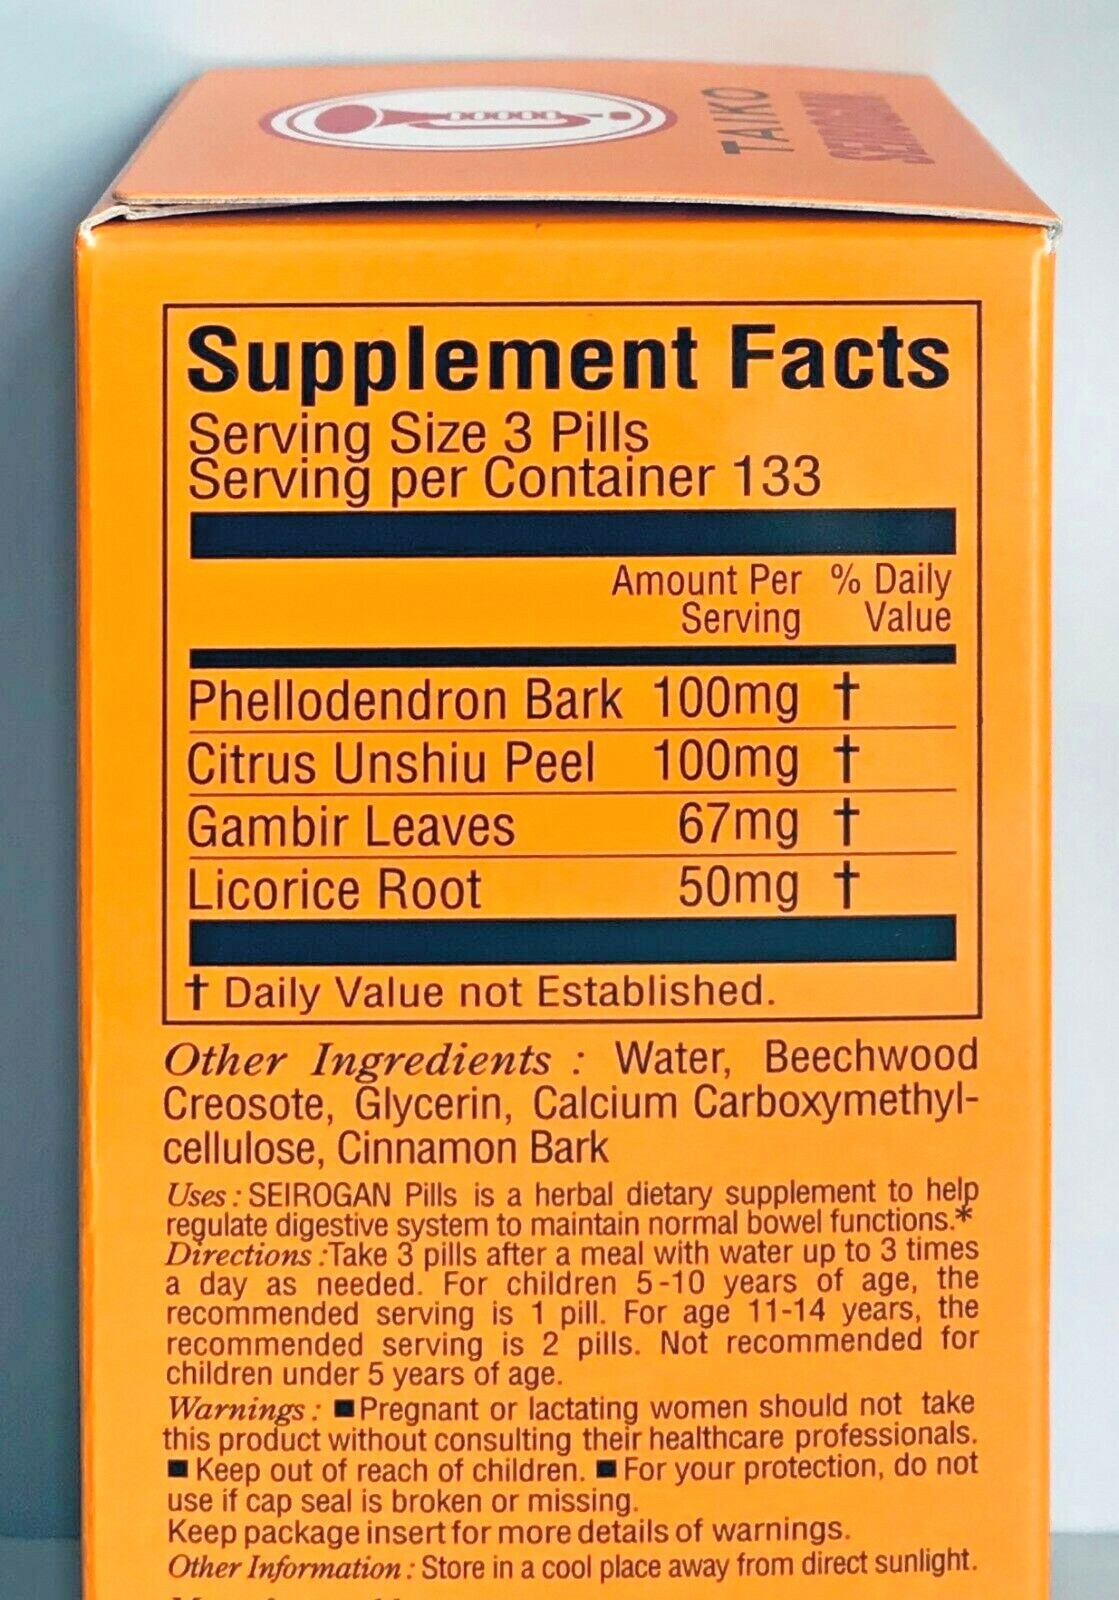 TAIKO
SEIROGAN
Supplement Facts
Serving Size 3 Pills
Serving per Container 133
Amount Per % Daily
Serving Value
Phellodendron Bark 100mg †
Citrus Unshiu Peel 100mg †
Gambir Leaves 67mg †
Licorice Root 50mg †
† Daily Value not Established.
Other Ingredients : Water, Beechwood
Creosote, Glycerin, Calcium Carboxymethyl-
cellulose, Cinnamon Bark
Uses : SEIROGAN Pills is a herbal dietary supplement to help
regulate digestive system to maintain normal bowel functions.*
Directions :Take 3 pills after a meal with water up to 3 times
a day as needed. For children 5-10 years of age, the
recommended serving is 1 pill. For age 11-14 years, the
recommended serving is 2 pills. Not recommended for
children under 5 years of age.
Warnings : ■Pregnant or lactating women should not take
this product without consulting their healthcare professionals.
■ Keep out of reach of children. ■ For your protection, do not
use if cap seal is broken or missing.
Keep package insert for more details of warnings.
Other Information : Store in a cool place away from direct sunlight.